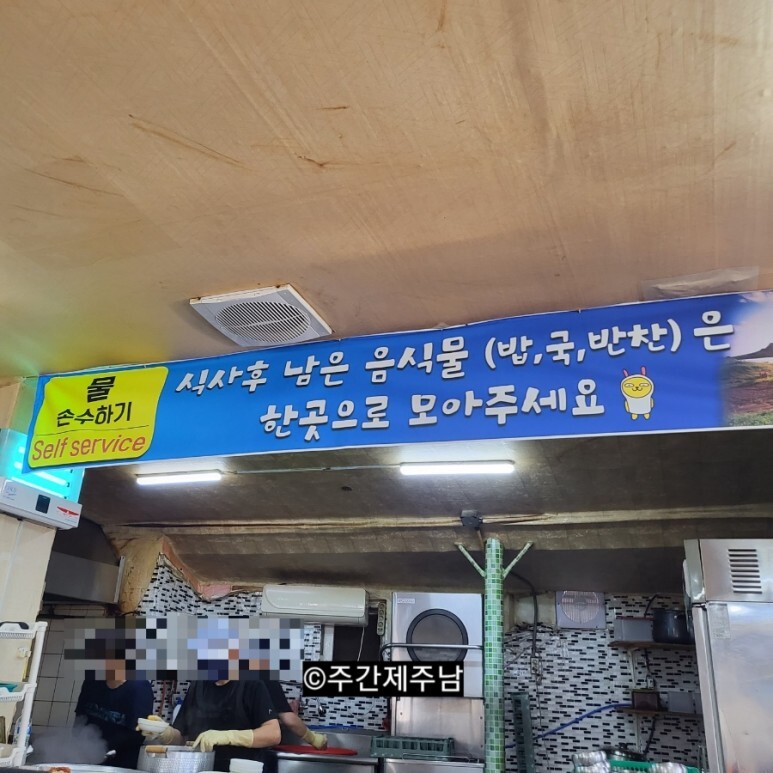 물
손수하기
Self service
식사후 남은 음식물 (밥,국,반찬) 은
한곳으로 모아주세요
©주간제주남